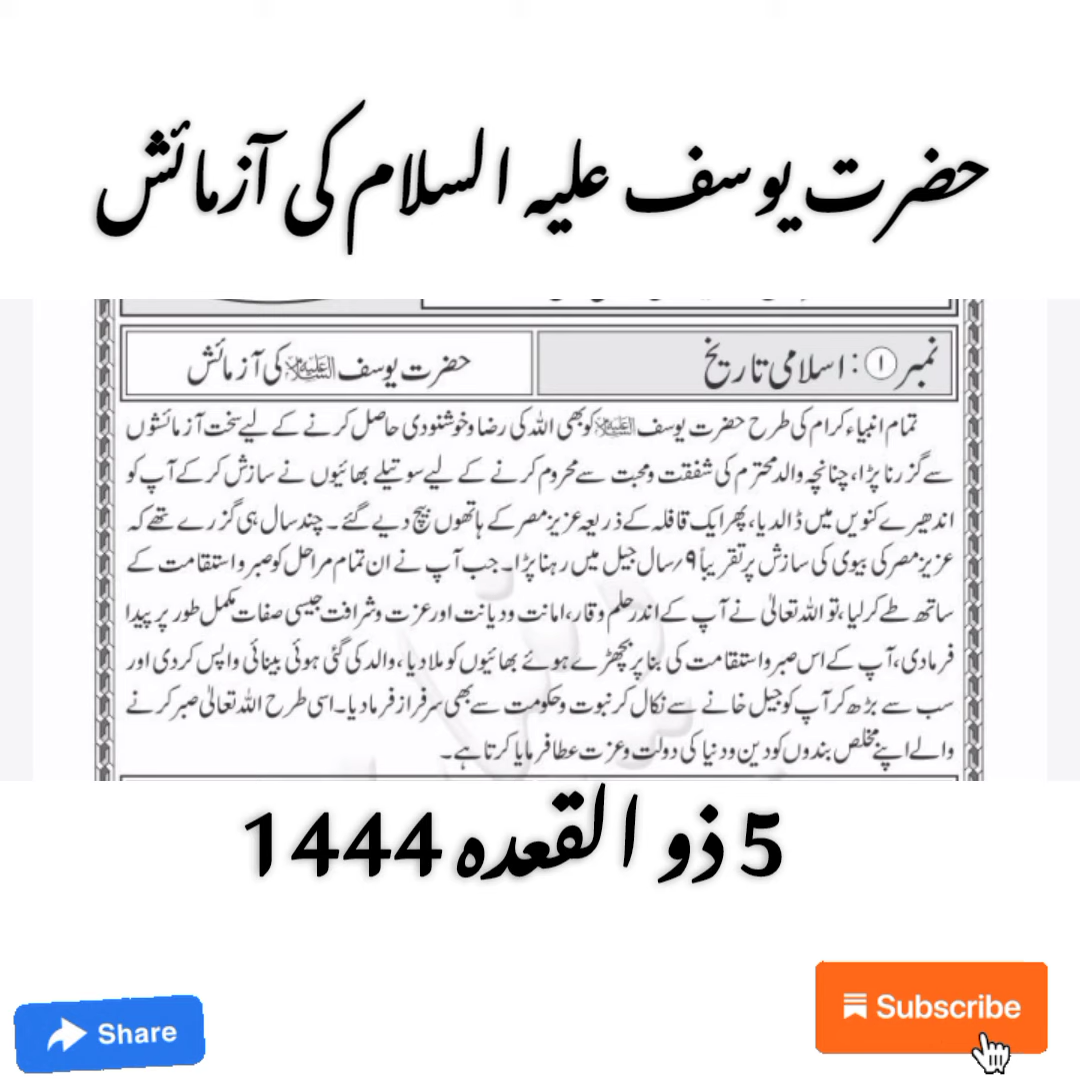 حضرت یوسف علیہ السلام کی آزمائش
نمبر ۱ : اسلامی تاریخ
حضرت یوسف علیہ السلام کی آزمائش
تمام انبیاء کرام کی طرح حضرت یوسف علیہ السلام کو بھی اللہ کی رضا و خوشنودی حاصل کرنے کے لیے سخت آزمائشوں
سے گزرنا پڑا، چنانچہ والد محترم کی شفقت ومحبت سے محروم کرنے کے لیے سوتیلے بھائیوں نے سازش کرکے آپ کو
اندھیرے کنویں میں ڈالدیا، پھر ایک قافلہ کے ذریعہ عزیز مصر کے ہاتھوں بیچ دیے گئے۔ چند سال ہی گزرے تھے کہ
عزیز مصر کی بیوی کی سازش پر تقریباً ۹/سال جیل میں رہنا پڑا۔ جب آپ نے ان تمام مراحل کو صبر واستقامت کے
ساتھ طے کرلیا، تو اللہ تعالیٰ نے آپ کے اندر حلم و وقار، امانت ودیانت اور عزت وشرافت جیسی صفات مکمل طور پر پیدا
فرمادی، آپ کے اس صبر واستقامت کی بنا پر بچھڑے ہوئے بھائیوں کو ملا دیا، والد کی گئی ہوئی بینائی واپس کردی اور
سب سے بڑھ کر آپ کو جیل خانے سے نکال کر نبوت وحکومت سے بھی سرفراز فرمادیا۔ اسی طرح اللہ تعالیٰ صبر کرنے
والے اپنے مخلص بندوں کو دین ودنیا کی دولت وعزت عطا فرمایا کرتا ہے۔
5 ذو القعدہ 1444
Subscribe
Share